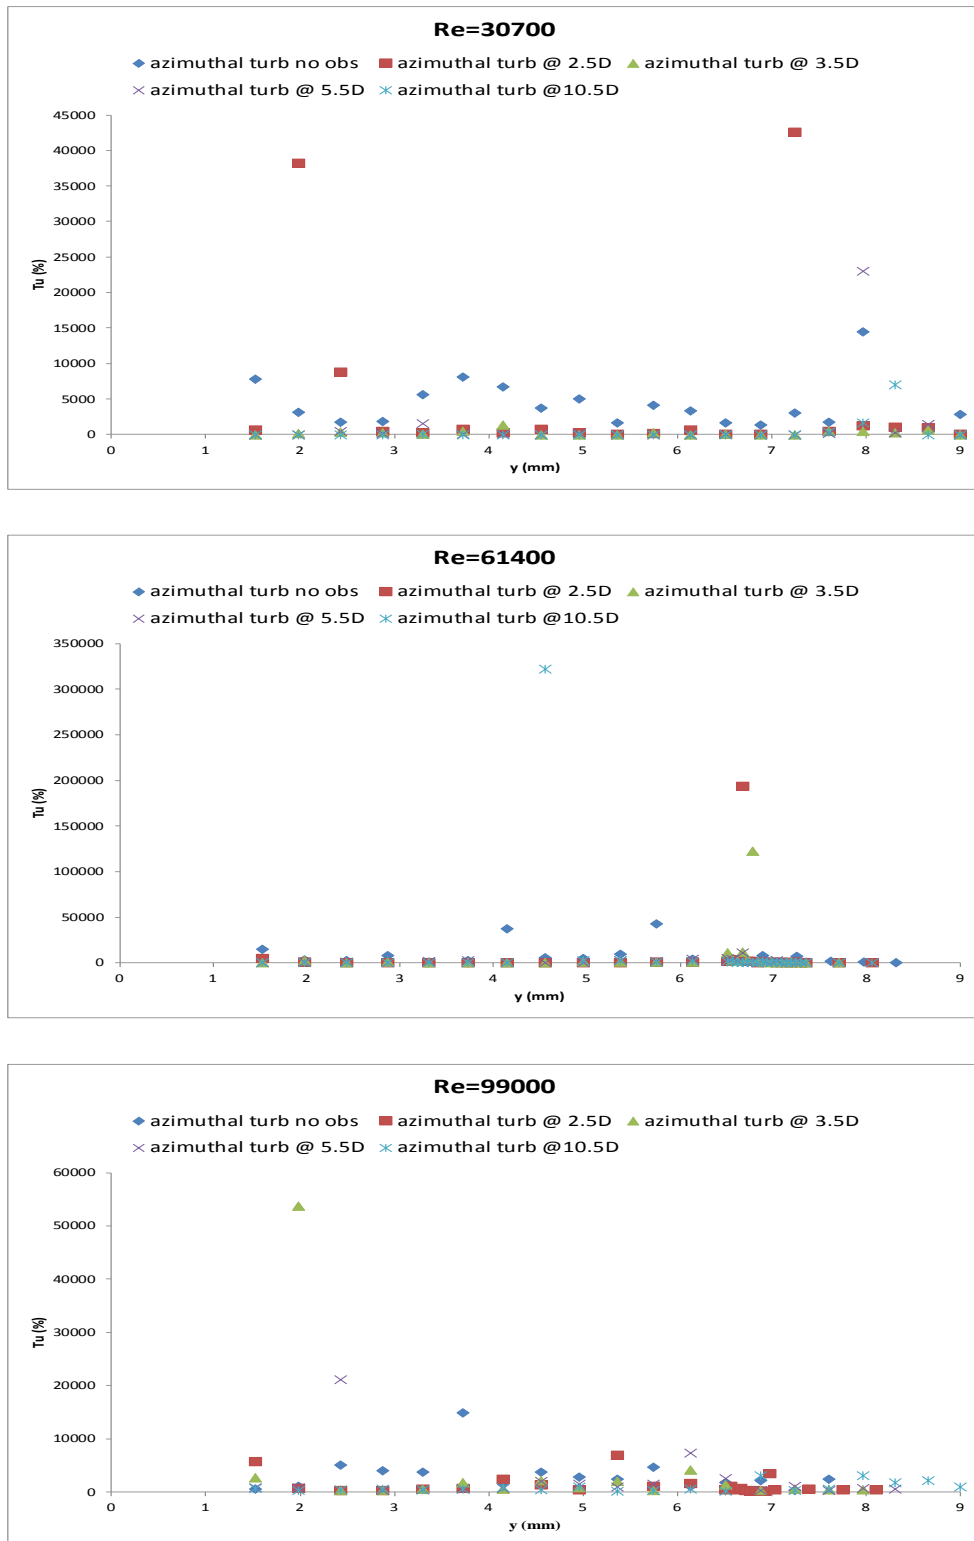 Re=30700
azimuthal turb no obs azimuthal turb @ 2.5D azimuthal turb @ 3.5D
azimuthal turb @ 5.5D azimuthal turb @10.5D
45000
40000
35000
30000
25000
20000
15000
10000
5000
0
Tu (%)
0 1 2 3 4 5 6 7 8 9
y (mm)
Re=61400
azimuthal turb no obs azimuthal turb @ 2.5D azimuthal turb @ 3.5D
azimuthal turb @ 5.5D azimuthal turb @10.5D
350000
300000
250000
200000
150000
100000
50000
0
Tu (%)
0 1 2 3 4 5 6 7 8 9
y (mm)
Re=99000
azimuthal turb no obs azimuthal turb @ 2.5D azimuthal turb @ 3.5D
azimuthal turb @ 5.5D azimuthal turb @10.5D
60000
50000
40000
30000
20000
10000
0
Tu (%)
0 1 2 3 4 5 6 7 8 9
y (mm)